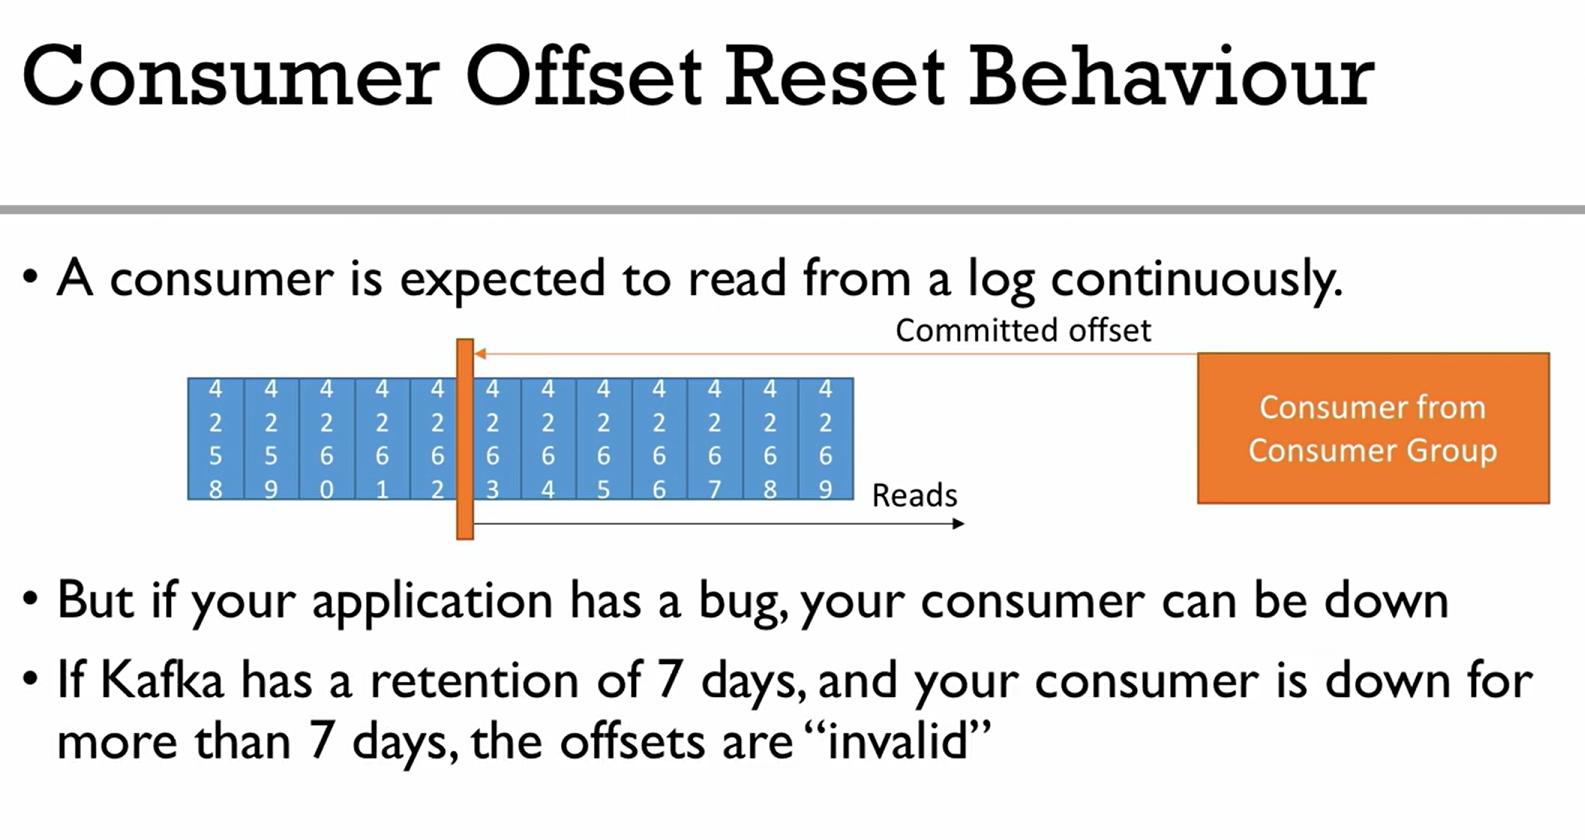 Consumer Offset Reset Behaviour
• A consumer is expected to read from a log continuously.
Committed offset
4258 4259 4260 4261 4262 4263 4264 4265 4266 4267 4268 4269
Consumer from
Consumer Group
Reads
• But if your application has a bug, your consumer can be down
• If Kafka has a retention of 7 days, and your consumer is down for
more than 7 days, the offsets are “invalid”